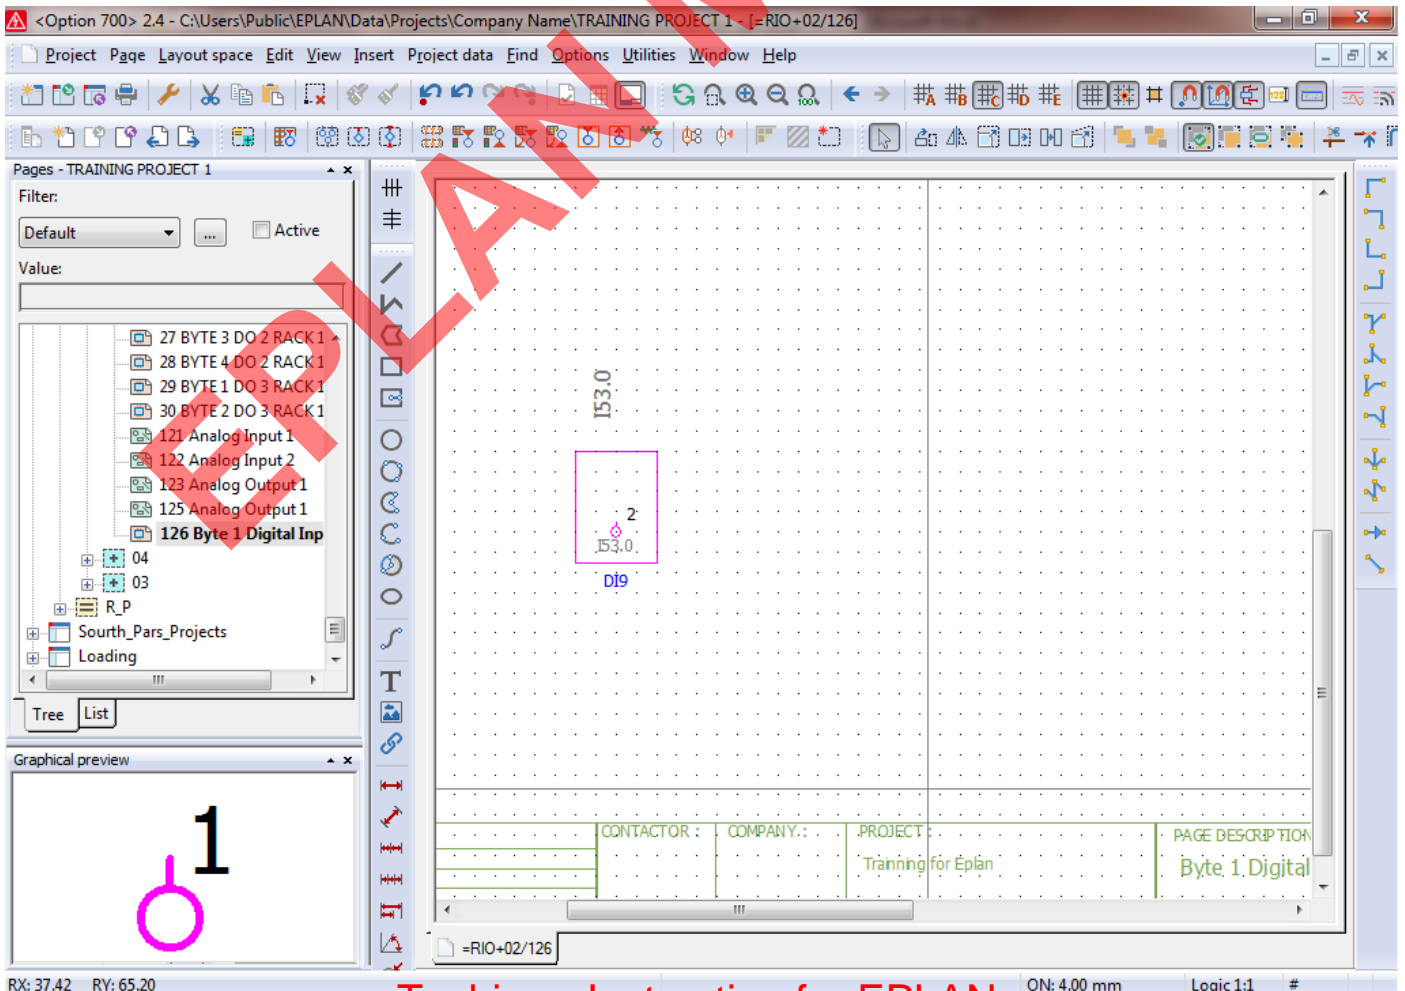 <Option 700> 2.4 - C:\Users\Public\EPLAN\Data\Projects\Company Name\TRAINING PROJECT 1 - [=RIO+02/126]
Project Page Layout space Edit View Insert Project data Find Options Utilities Window Help
Pages - TRAINING PROJECT 1
Filter:
Default
...
Active
Value:
27 BYTE 3 DO 2 RACK 1
28 BYTE 4 DO 2 RACK 1
29 BYTE 1 DO 3 RACK 1
30 BYTE 2 DO 3 RACK 1
121 Analog Input 1
122 Analog Input 2
123 Analog Output 1
125 Analog Output 1
126 Byte 1 Digital Inp
04
03
R_P
Sourth_Pars_Projects
Loading
Tree List
Graphical preview
1
I53.0
2
I53.0
DI9
CONTACTOR :
COMPANY :
PROJECT :
Tranning for Eplan
PAGE DESCRIPTION
Byte 1 Digital
=RIO+02/126
RX: 37.42 RY: 65.20
ON: 4.00 mm
Logic 1:1
#
EPLAN
for EPLAN